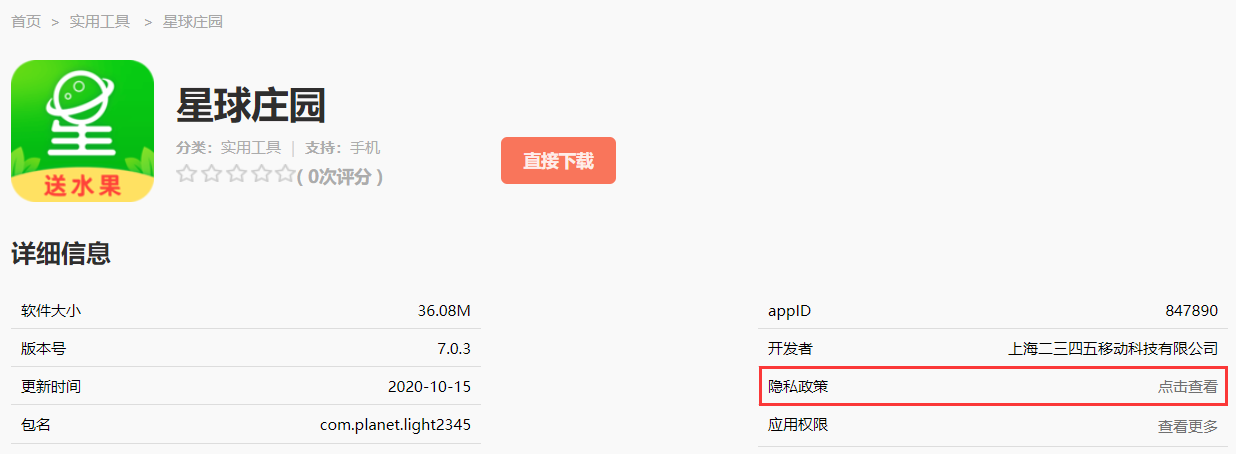 首页 > 实用工具 > 星球庄园
星
送水果
星球庄园
分类：实用工具 | 支持：手机
( 0次评分 )
直接下载
详细信息
软件大小 36.08M
appID 847890
版本号 7.0.3
开发者 上海二三四五移动科技有限公司
更新时间 2020-10-15
隐私政策 点击查看
包名 com.planet.light2345
应用权限 查看更多